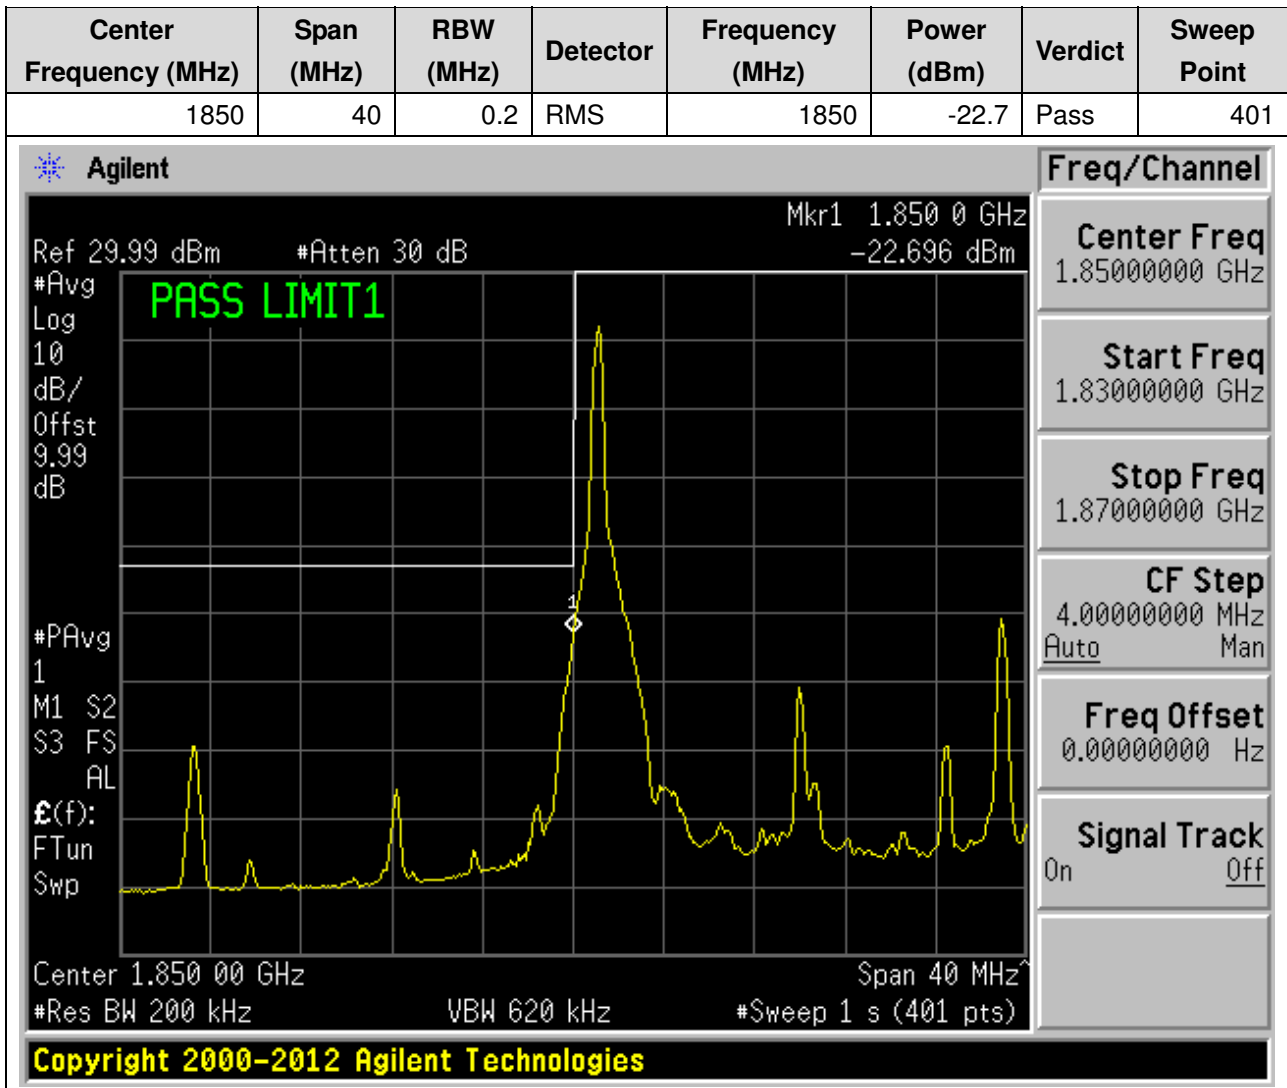 Center Frequency (MHz) Span (MHz) RBW (MHz) Detector Frequency (MHz) Power (dBm) Verdict Sweep Point
1850 40 0.2 RMS 1850 -22.7 Pass 401
Agilent
Freq/Channel
Mkr1 1.850 0 GHz
Ref 29.99 dBm #Atten 30 dB -22.696 dBm
#Avg
Log
10
dB/
Offst
9.99
dB
PASS LIMIT1
1
#PAvg
1
M1 S2
S3 FS
AL
£(f):
FTun
Swp
Center 1.850 00 GHz Span 40 MHz^
#Res BW 200 kHz VBW 620 kHz #Sweep 1 s (401 pts)
Center Freq
1.85000000 GHz
Start Freq
1.83000000 GHz
Stop Freq
1.87000000 GHz
CF Step
4.00000000 MHz
Auto Man
Freq Offset
0.00000000 Hz
Signal Track
On Off
Copyright 2000-2012 Agilent Technologies